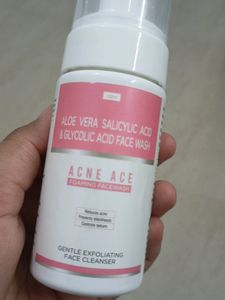 ALOE VERA SALICYLIC ACID
& GLYCOLIC ACID FACE WASH
ACNE ACE
FOAMING FACEWASH
Reduces acne
Prevents blackheads
Controls sebum
GENTLE EXFOLIATING
FACE CLEANSER